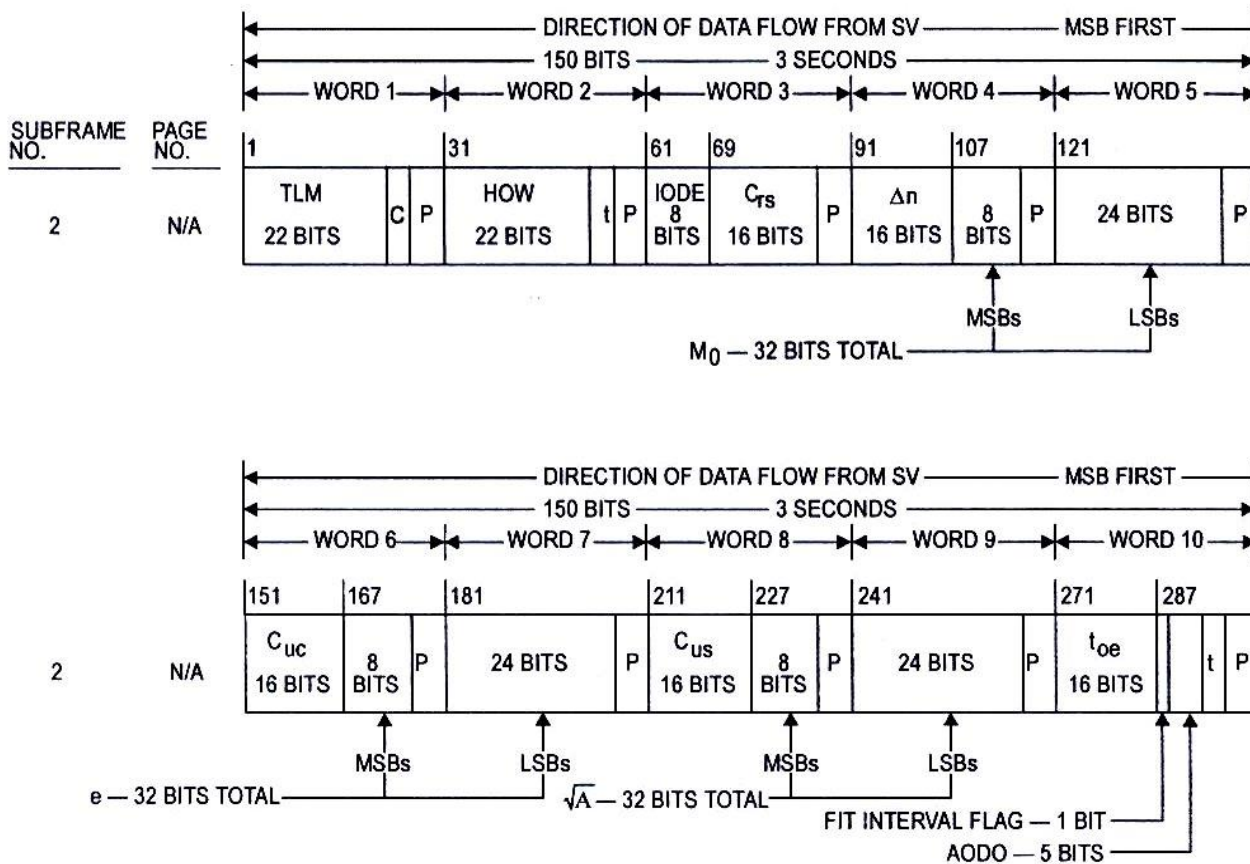 DIRECTION OF DATA FLOW FROM SV MSB FIRST
150 BITS 3 SECONDS
WORD 1 WORD 2 WORD 3 WORD 4 WORD 5
SUBFRAME NO. PAGE NO. 1 31 61 69 91 107 121
2 N/A TLM 22 BITS C P HOW 22 BITS t P IODE 8 BITS Crs 16 BITS P Δn 16 BITS 8 BITS P 24 BITS P
MSBs LSBs
M0 — 32 BITS TOTAL
DIRECTION OF DATA FLOW FROM SV MSB FIRST
150 BITS 3 SECONDS
WORD 6 WORD 7 WORD 8 WORD 9 WORD 10
151 167 181 211 227 241 271 287
2 N/A Cuc 16 BITS 8 BITS P 24 BITS P Cus 16 BITS 8 BITS P 24 BITS P toe 16 BITS t P
MSBs LSBs MSBs LSBs
e — 32 BITS TOTAL √A — 32 BITS TOTAL
FIT INTERVAL FLAG — 1 BIT
AODO — 5 BITS